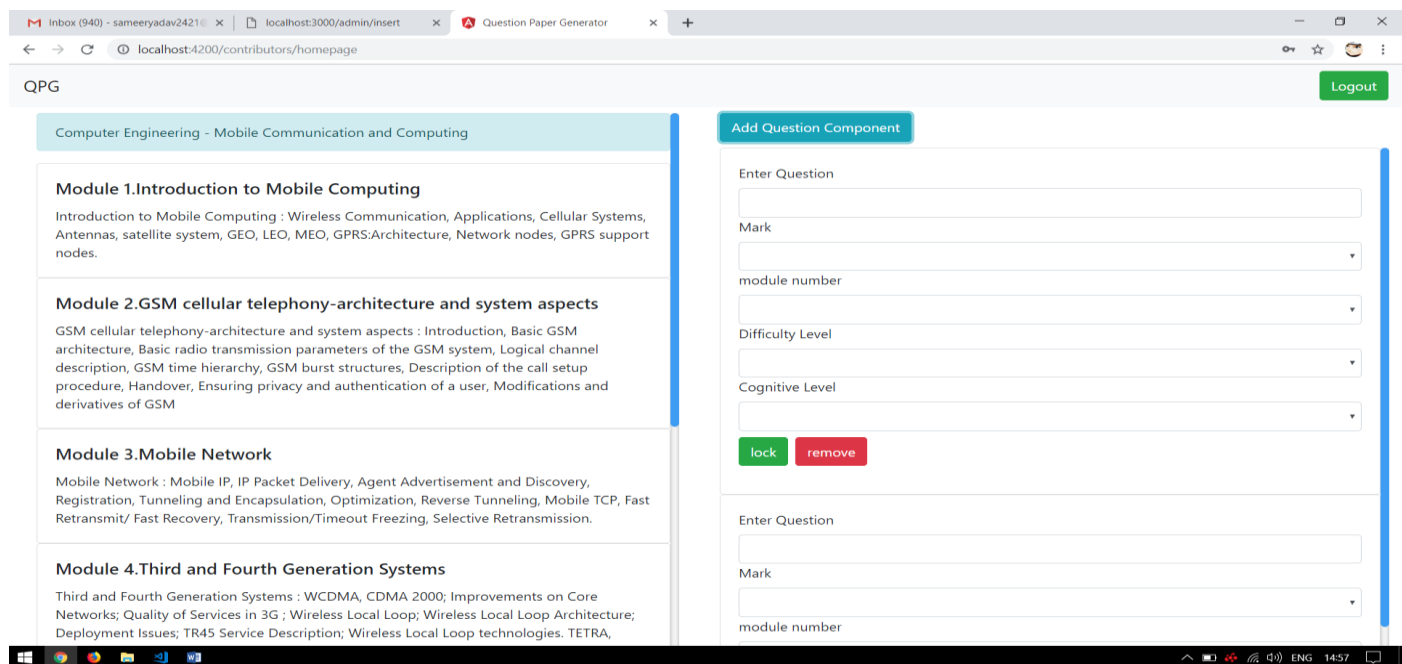 Inbox (940) - sameeryadav2421@
localhost:3000/admin/insert
Question Paper Generator
localhost:4200/contributors/homepage
QPG
Logout
Computer Engineering - Mobile Communication and Computing
Module 1.Introduction to Mobile Computing
Introduction to Mobile Computing : Wireless Communication, Applications, Cellular Systems,
Antennas, satellite system, GEO, LEO, MEO, GPRS:Architecture, Network nodes, GPRS support
nodes.
Module 2.GSM cellular telephony-architecture and system aspects
GSM cellular telephony-architecture and system aspects : Introduction, Basic GSM
architecture, Basic radio transmission parameters of the GSM system, Logical channel
description, GSM time hierarchy, GSM burst structures, Description of the call setup
procedure, Handover, Ensuring privacy and authentication of a user, Modifications and
derivatives of GSM
Module 3.Mobile Network
Mobile Network : Mobile IP, IP Packet Delivery, Agent Advertisement and Discovery,
Registration, Tunneling and Encapsulation, Optimization, Reverse Tunneling, Mobile TCP, Fast
Retransmit/ Fast Recovery, Transmission/Timeout Freezing, Selective Retransmission.
Module 4.Third and Fourth Generation Systems
Third and Fourth Generation Systems : WCDMA, CDMA 2000; Improvements on Core
Networks; Quality of Services in 3G ; Wireless Local Loop; Wireless Local Loop Architecture;
Deployment Issues; TR45 Service Description; Wireless Local Loop technologies. TETRA,
Add Question Component
Enter Question
Mark
module number
Difficulty Level
Cognitive Level
lock
remove
Enter Question
Mark
module number
ENG
14:57